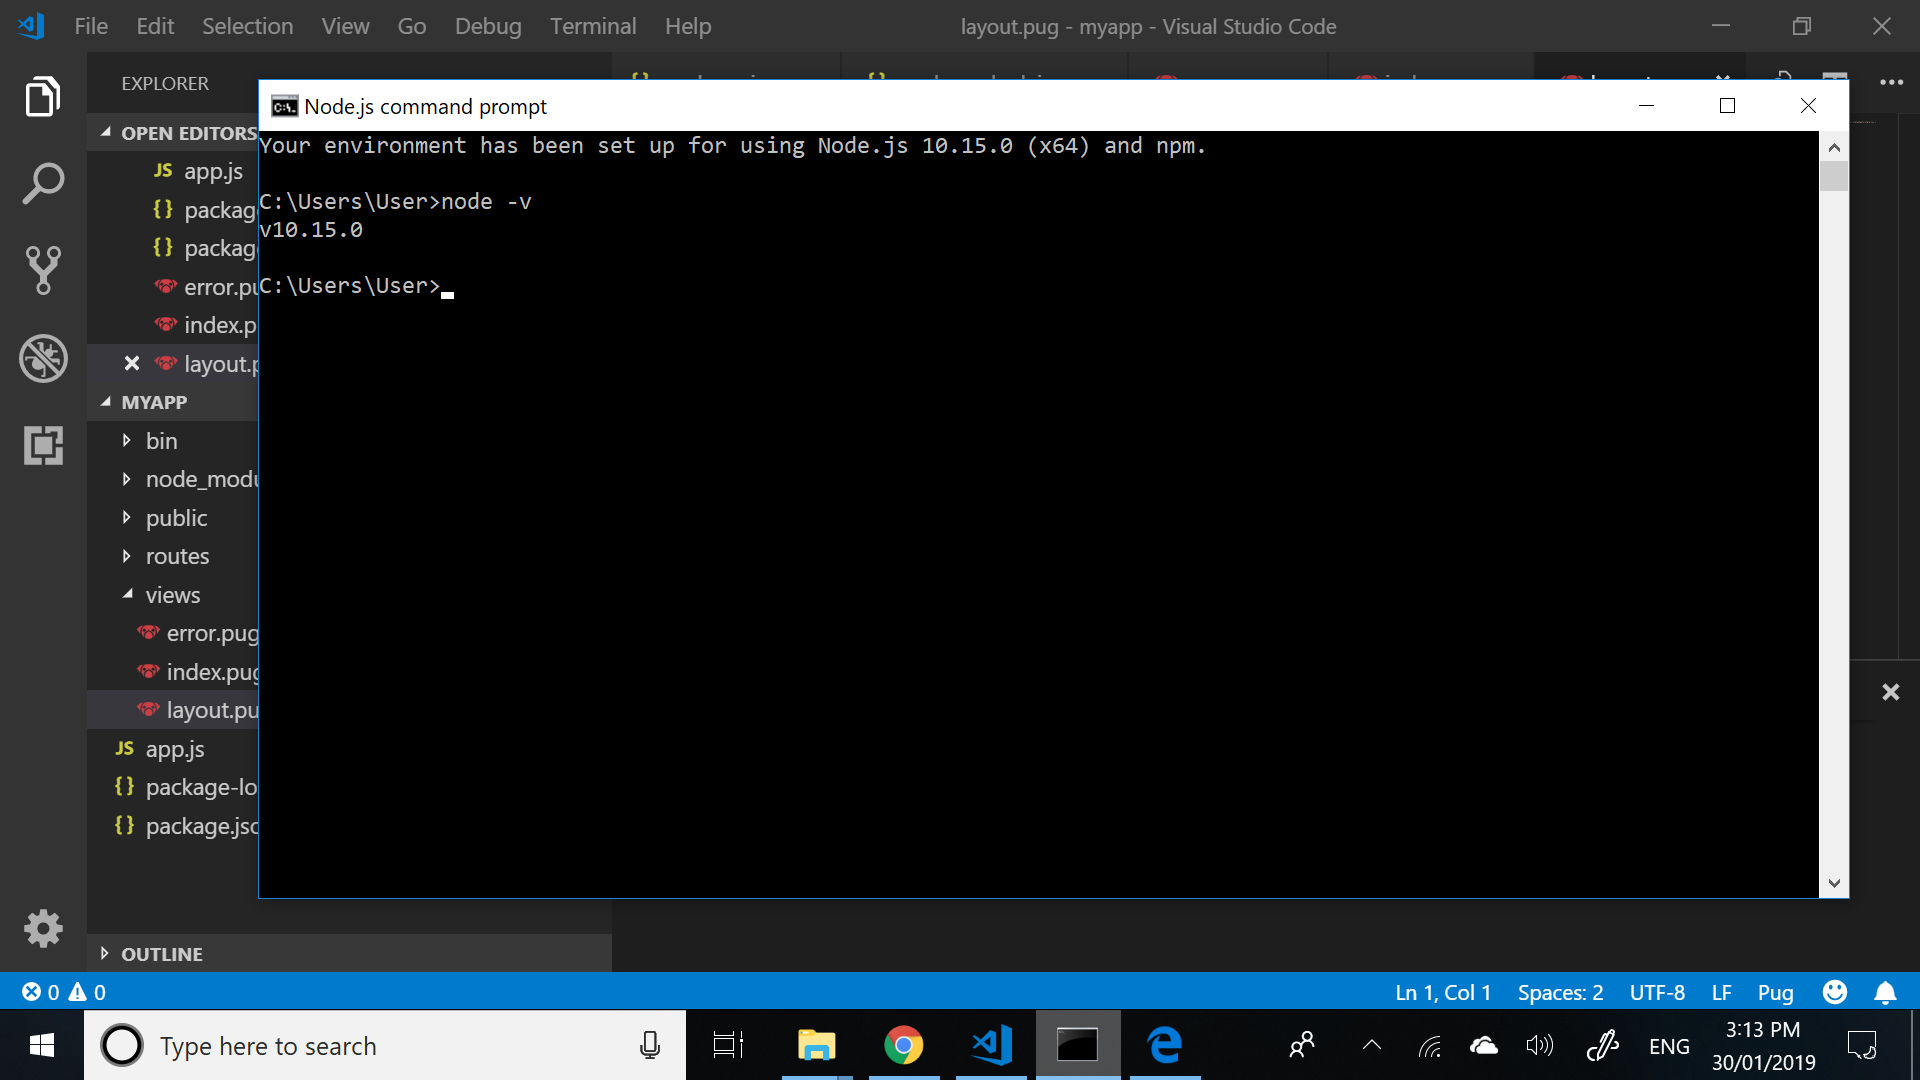 File Edit Selection View Go Debug Terminal Help
layout.pug - myapp - Visual Studio Code
EXPLORER
OPEN EDITORS
JS app.js
{} packag
{} package
error.pu
index.p
layout.p
MYAPP
bin
node_modu
public
routes
views
error.pug
index.pug
layout.pu
JS app.js
{} package-lo
{} package.jso
OUTLINE
Node.js command prompt
Your environment has been set up for using Node.js 10.15.0 (x64) and npm.
C:\Users\User>node -v
v10.15.0
C:\Users\User>
0 0
Ln 1, Col 1 Spaces: 2 UTF-8 LF Pug
Type here to search
ENG
3:13 PM
30/01/2019